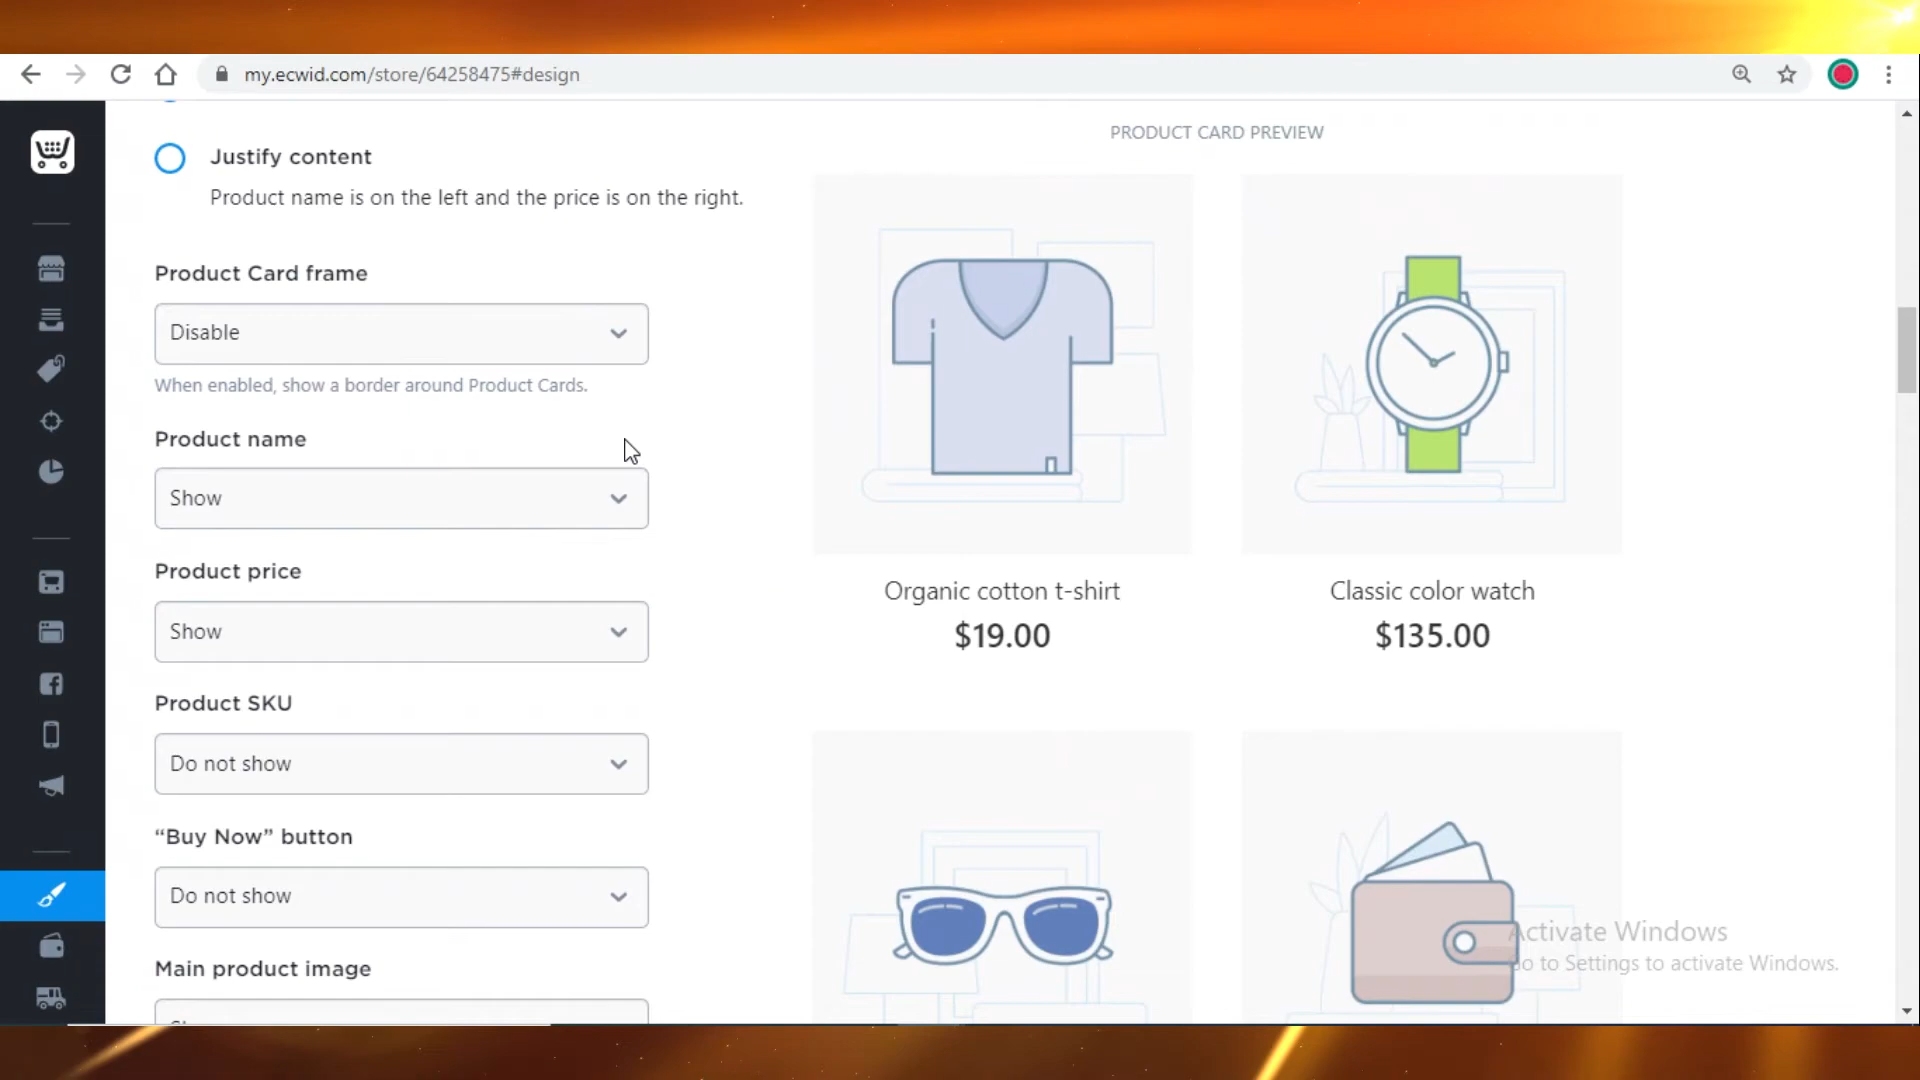 my.ecwid.com/store/64258475#design
PRODUCT CARD PREVIEW
Justify content
Product name is on the left and the price is on the right.
Product Card frame
Disable
When enabled, show a border around Product Cards.
Product name
Show
Product price
Show
Product SKU
Do not show
“Buy Now” button
Do not show
Main product image
Organic cotton t-shirt
$19.00
Classic color watch
$135.00
Activate Windows
Go to Settings to activate Windows.